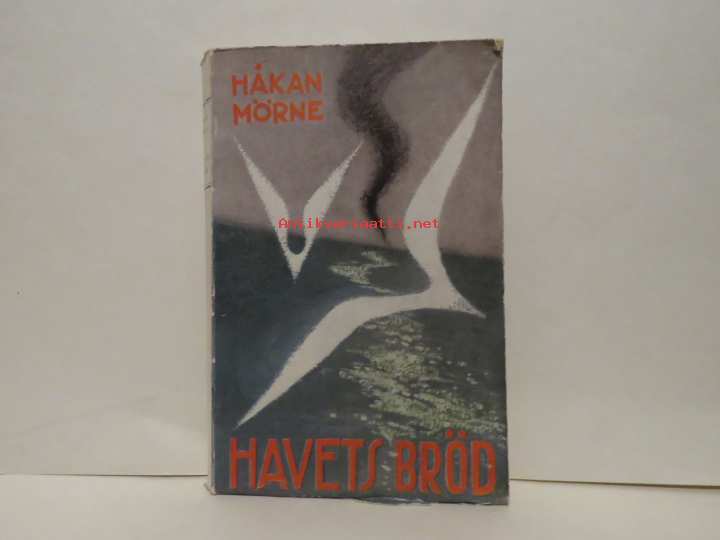 HÅKAN
MÖRNE
Antikvariaatti.net
HAVETS BRÖD